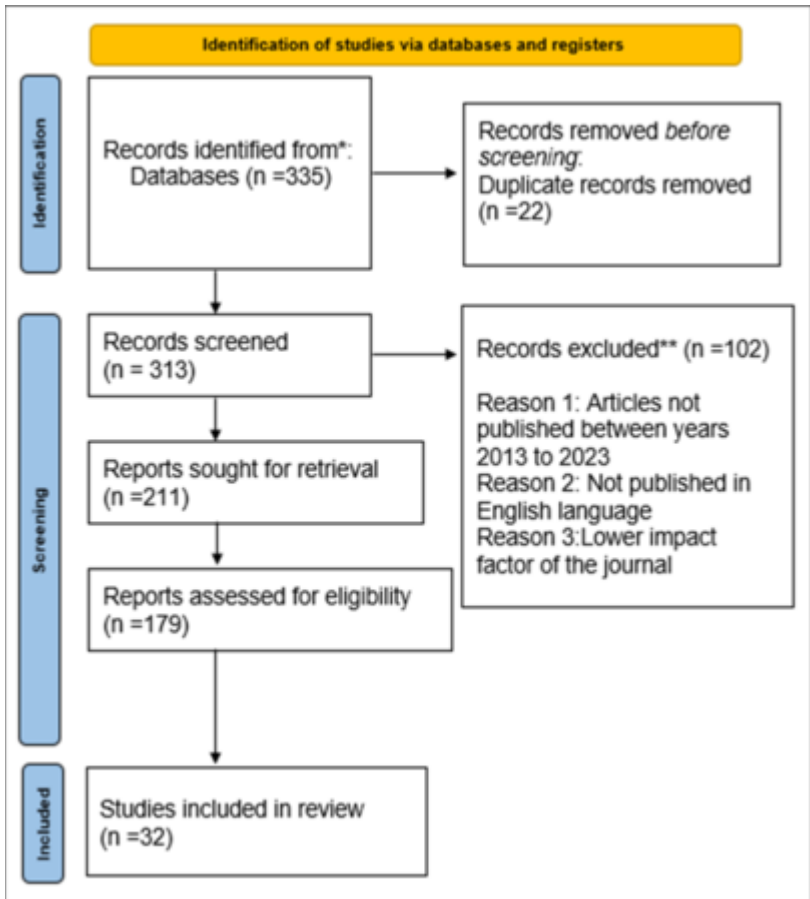 Identification of studies via databases and registers
Identification
Records identified from*:
Databases (n =335)
Records removed before
screening:
Duplicate records removed
(n =22)
Screening
Records screened
(n = 313)
Records excluded** (n =102)
Reason 1: Articles not
published between years
2013 to 2023
Reason 2: Not published in
English language
Reason 3:Lower impact
factor of the journal
Reports sought for retrieval
(n =211)
Reports assessed for eligibility
(n =179)
Included
Studies included in review
(n =32)